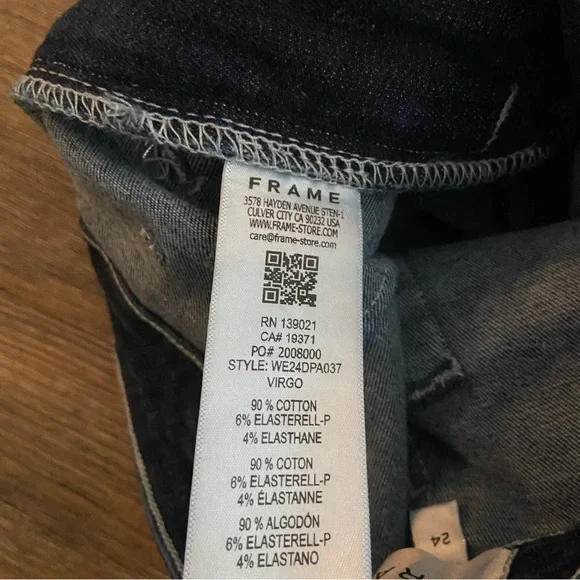 FRAME
3578 HAYDEN AVENUE STEN-1
CULVER CITY CA 90232 USA
WWW.FRAME-STORE.COM
care@frame-store.com
RN 139021
CA# 19371
PO# 2008000
STYLE: WE24DPA037
VIRGO
90 % COTTON
6% ELASTERELL-P
4% ELASTHANE
90 % COTON
6% ELASTERELL-P
4% ÉLASTANNE
90 % ALGODÓN
6% ELASTERELL-P
4% ELASTANO
24